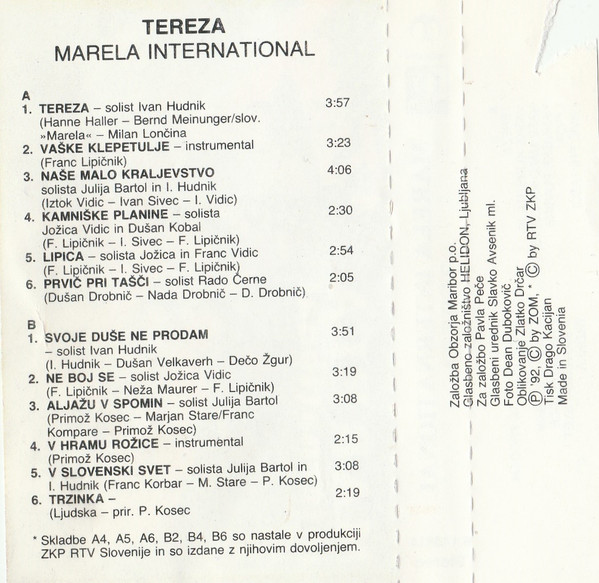 TEREZA
MARELA INTERNATIONAL
A
1. TEREZA – solist Ivan Hudnik 3:57
(Hanne Haller – Bernd Meinunger/slov.
»Marela« – Milan Lončina
2. VAŠKE KLEPETULJE – instrumental 3:23
(Franc Lipičnik)
3. NAŠE MALO KRALJEVSTVO 4:06
solista Julija Bartol in I. Hudnik
(Iztok Vidic – Ivan Sivec – I. Vidic)
4. KAMNIŠKE PLANINE – solista 2:30
Jožica Vidic in Dušan Kobal
(F. Lipičnik – I. Sivec – F. Lipičnik)
5. LIPICA – solista Jožica in Franc Vidic 2:54
(F. Lipičnik – I. Sivec – F. Lipičnik)
6. PRVIČ PRI TAŠČI – solist Rado Černe 2:05
(Dušan Drobnič – Nada Drobnič – D. Drobnič)
B
1. SVOJE DUŠE NE PRODAM 3:51
– solist Ivan Hudnik
(I. Hudnik – Dušan Velkaverh – Dečo Žgur)
2. NE BOJ SE – solist Jožica Vidic 3:19
(F. Lipičnik – Neža Maurer – F. Lipičnik)
3. ALJAŽU V SPOMIN – solist Julija Bartol 3:08
(Primož Kosec – Marjan Stare/Franc
Kompare – Primož Kosec)
4. V HRAMU ROŽICE – instrumental 2:15
(Primož Kosec)
5. V SLOVENSKI SVET – solista Julija Bartol in 3:08
I. Hudnik (Franc Korbar – M. Stare – P. Kosec)
6. TRZINKA – 2:19
(Ljudska – prir. P. Kosec
* Skladbe A4, A5, A6, B2, B4, B6 so nastale v produkciji
ZKP RTV Slovenije in so izdane z njihovim dovoljenjem.
Založba Obzorja Maribor p.o.
Glasbeno založništvo HELIDON, Ljubljana
Za založbo Pavla Peče
Glasbeni urednik Slavko Avsenik ml.
Foto Dean Dubokovič
Oblikovanje Zlatko Drčar
Ⓟ '92, Ⓒ by ZOM, * Ⓒ by RTV ZKP
Tisk Drago Kacijan
Made in Slovenia